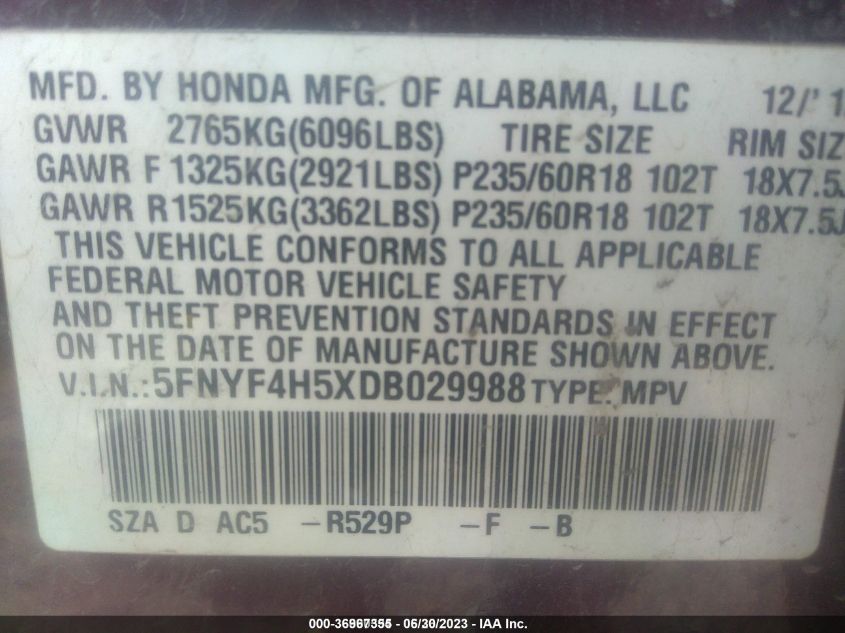 MFD. BY HONDA MFG. OF ALABAMA, LLC 12/' 1
GVWR 2765KG(6096LBS) TIRE SIZE RIM SIZ
GAWR F 1325KG(2921LBS) P235/60R18 102T 18X7.5J
GAWR R1525KG(3362LBS) P235/60R18 102T 18X7.5J
THIS VEHICLE CONFORMS TO ALL APPLICABLE
FEDERAL MOTOR VEHICLE SAFETY
AND THEFT PREVENTION STANDARDS IN EFFECT
ON THE DATE OF MANUFACTURE SHOWN ABOVE.
V.I.N.:5FNYF4H5XDB029988 TYPE: MPV
SZA D AC5 -R529P -F -B
06/30/2023 - IAA Inc.